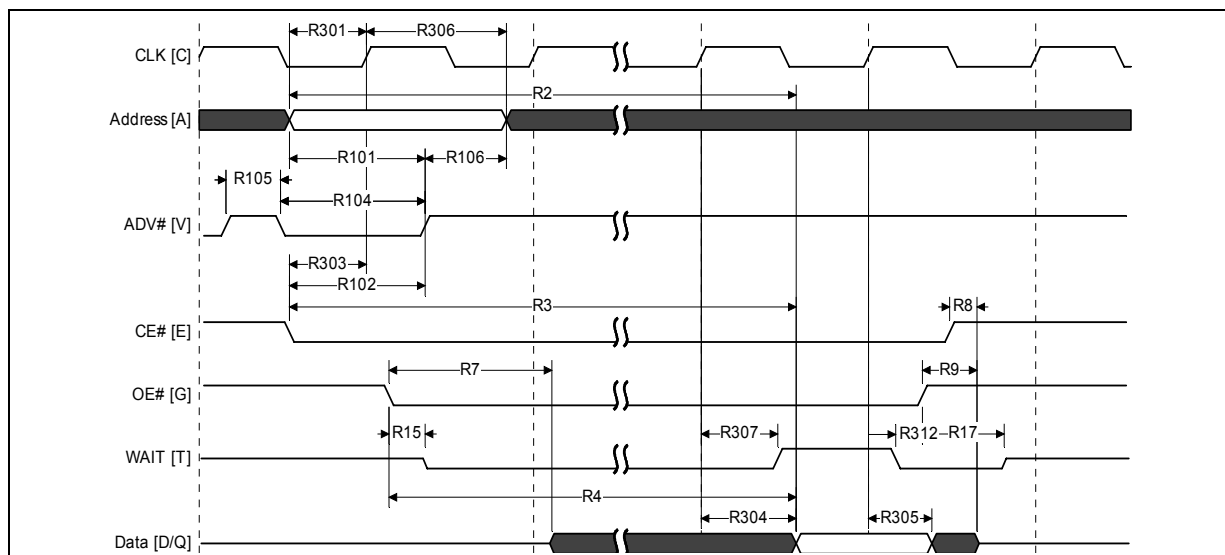 R301 R306
CLK [C]
R2
Address [A]
R101 R106
R105
R104
ADV# [V]
R303
R102
R3
R8
CE# [E]
R7
R9
OE# [G]
R15
R307
R312 R17
WAIT [T]
R4
R304
R305
Data [D/Q]